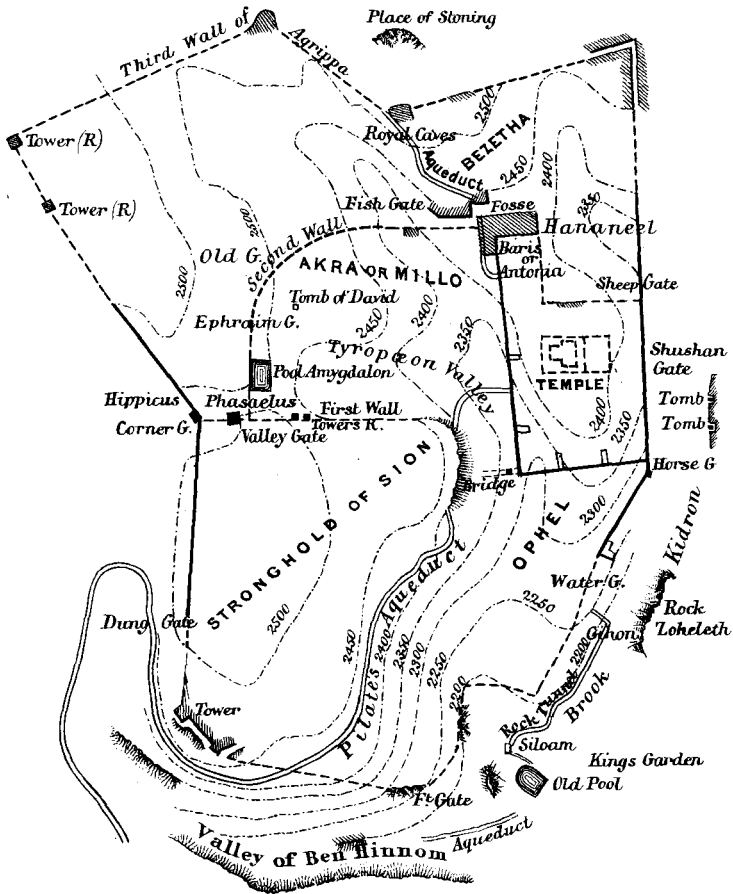 Place of Stoning
Third Wall of
Agrippa
Tower (R)
Royal Caves
BEZETHA
2500
Aqueduct
2450
2400
2350
Tower (R)
Fish Gate
Fosse
Old G.
2500
Second Wall
Hananeel
Baris
or
Antonia
AKRA OR MILLO
2500
Sheep Gate
Tomb of David
Ephraim G.
2450
2400
2350
Tyropœon Valley
Shushan
Gate
Pool Amygdalon
TEMPLE
Hippicus
Phasaelus
First Wall
Tomb
Corner G.
Towers R.
Tomb
Valley Gate
2400
2350
Horse G
Bridge
STRONGHOLD OF SION
OPHEL
2300
Kidron
Water G.
2250
Dung Gate
2500
2450
Pilates Aqueduct
2400
2350
2300
2250
2200
Gihon
2200
Rock
Zoheleth
Rock Tunnel
Brook
Tower
Siloam
Kings Garden
Old Pool
Ft Gate
Aqueduct
Valley of Ben Hinnom